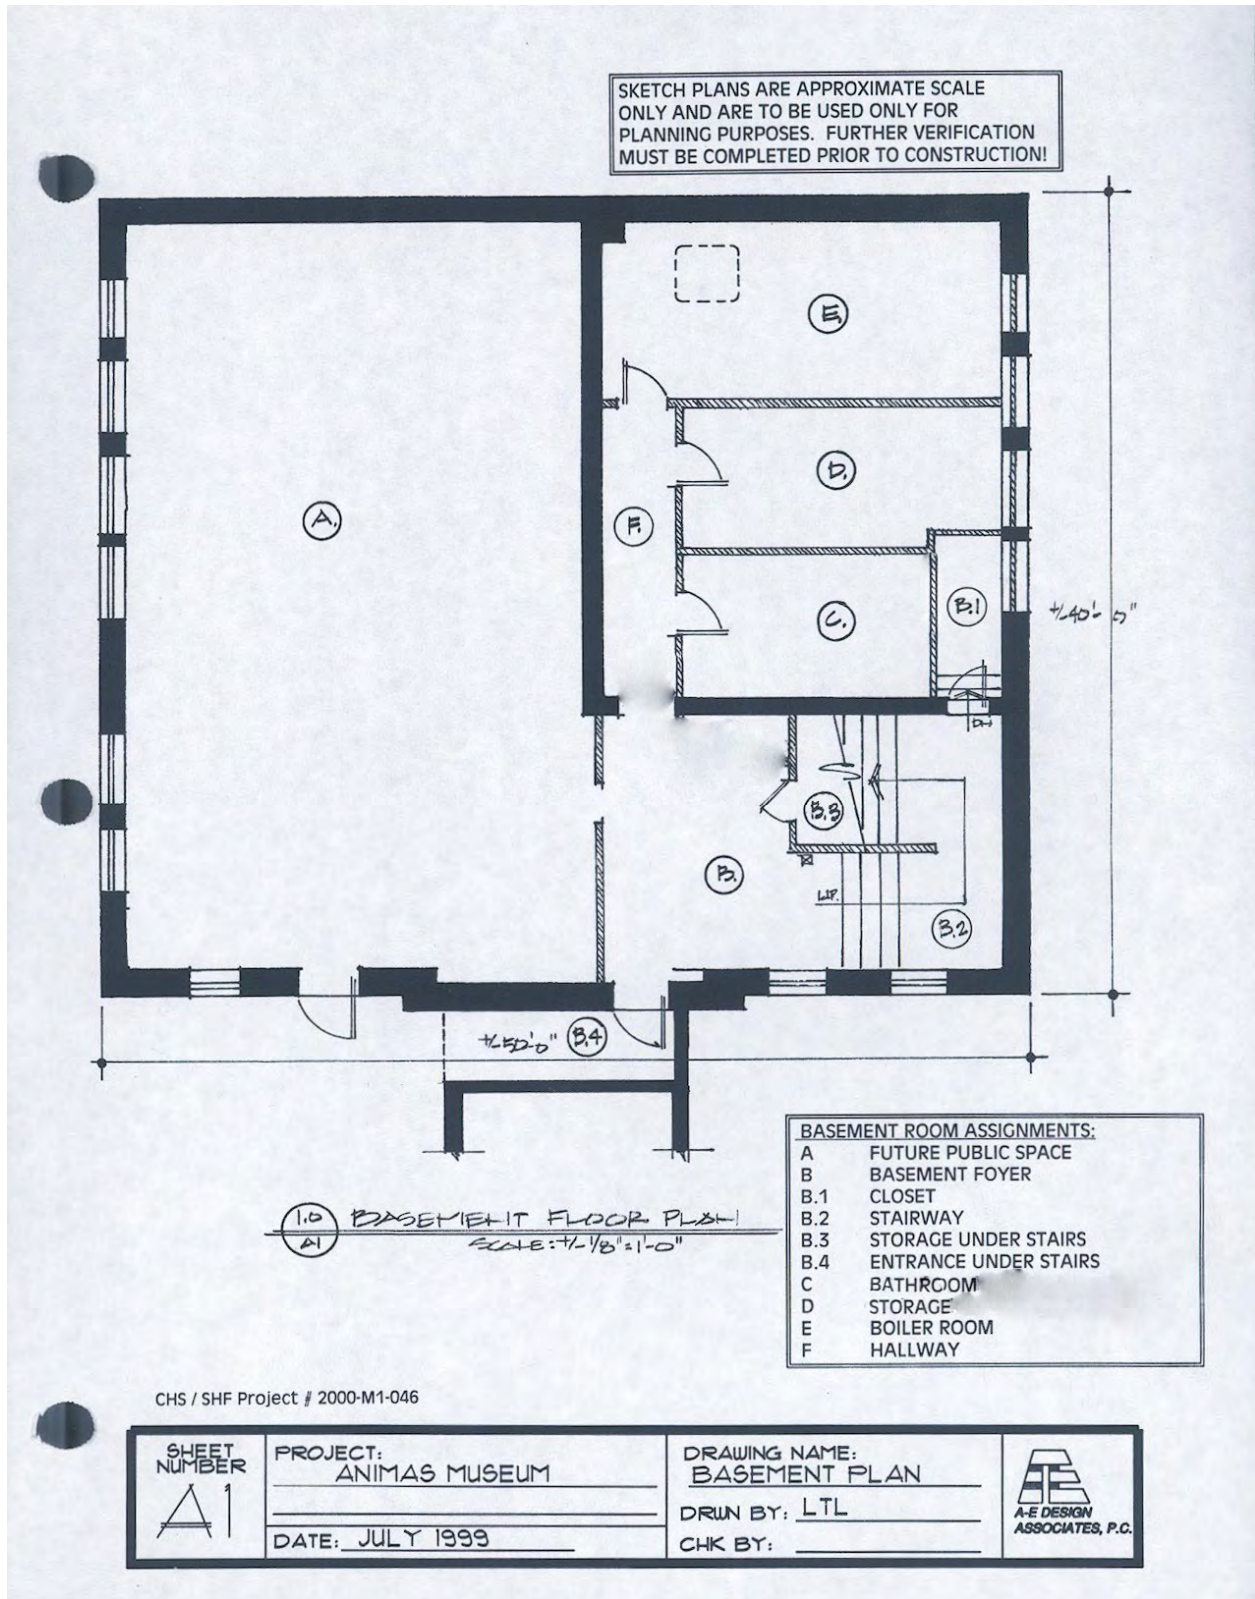 SKETCH PLANS ARE APPROXIMATE SCALE
ONLY AND ARE TO BE USED ONLY FOR
PLANNING PURPOSES. FURTHER VERIFICATION
MUST BE COMPLETED PRIOR TO CONSTRUCTION!
E.
A.
D.
F.
C.
B.1
+/-40'-0"
DN
B.3
B.
UP.
B.2
+/-50'-0"
B.4
BASEMENT ROOM ASSIGNMENTS:
A FUTURE PUBLIC SPACE
B BASEMENT FOYER
B.1 CLOSET
B.2 STAIRWAY
B.3 STORAGE UNDER STAIRS
B.4 ENTRANCE UNDER STAIRS
C BATHROOM
D STORAGE
E BOILER ROOM
F HALLWAY
1.0
A1
BASEMENT FLOOR PLAN
SCALE: +/-1/8"=1'-0"
CHS / SHF Project # 2000-M1-046
SHEET
NUMBER
A1
PROJECT:
ANIMAS MUSEUM
DATE: JULY 1999
DRAWING NAME:
BASEMENT PLAN
DRWN BY: LTL
CHK BY:
AE
A-E DESIGN
ASSOCIATES, P.C.